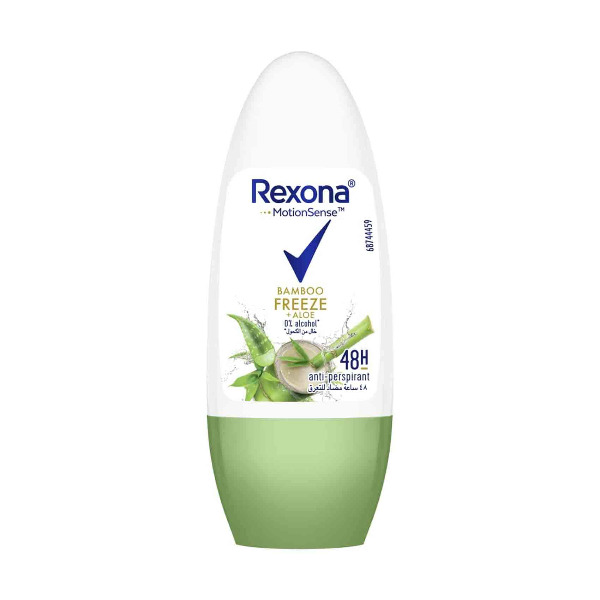 Rexona®
MotionSense™
68744459
BAMBOO
FREEZE
+ ALOE
0% alcohol*
خال من الكحول*
48H
anti-perspirant
٤٨ ساعة مضاد للتعرق